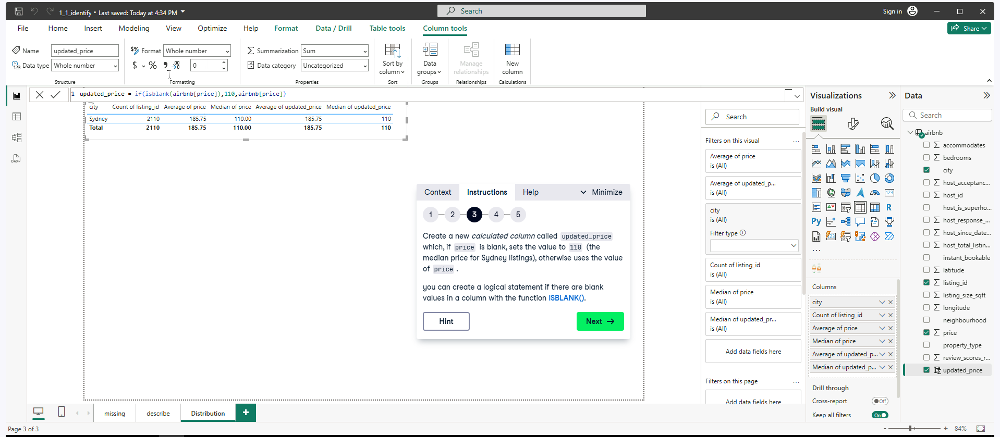 1_1_identify • Last saved: Today at 4:34 PM
Search
Sign in
File Home Insert Modeling View Optimize Help Format Data / Drill Table tools Column tools
Share
Name updated_price
Format Whole number
Summarization Sum
Data type Whole number
$ % 0
Data category Uncategorized
Sort by
column
Data
groups
Manage
relationships
New
column
Structure Formatting Properties Sort Groups Relationships Calculations
1 updated_price = if(isblank(airbnb[price]),110,airbnb[price])
city Count of listing_id Average of price Median of price Average of updated_price Median of updated_price
Sydney 2110 185.75 110.00 185.75 110
Total 2110 185.75 110.00 185.75 110
Context Instructions Help Minimize
1 2 3 4 5
Create a new calculated column called updated_price
which, if price is blank, sets the value to 110 (the
median price for Sydney listings), otherwise uses the value
of price .
you can create a logical statement if there are blank
values in a column with the function ISBLANK().
Hint
Next
Search
Filters on this visual ...
Average of price
is (All)
Average of updated_p...
is (All)
city
is (All)
Filter type
Count of listing_id
is (All)
Median of price
is (All)
Median of updated_pr...
is (All)
Add data fields here
Filters on this page ...
Add data fields here
Visualizations
Build visual
123
R
Py
123
...
Columns
city
Count of listing_id
Average of price
Median of price
Average of updated_p...
Median of updated_p...
Drill through
Cross-report Off
Keep all filters On
Data
Search
airbnb
accommodates
bedrooms
city
host_acceptanc...
host_id
host_is_superho...
host_response_...
host_since_date...
host_total_listin...
instant_bookable
latitude
listing_id
listing_size_sqft
longitude
neighbourhood
price
property_type
review_scores_r...
updated_price
missing describe Distribution +
Page 3 of 3
- + 84%